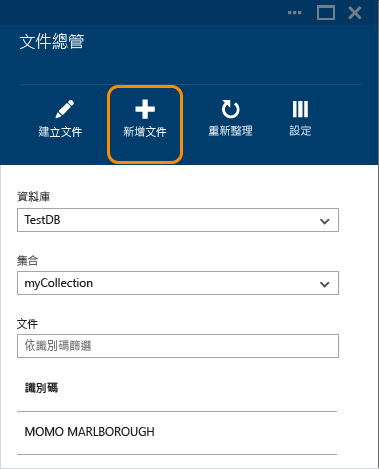 文件總管
建立文件
新增文件
重新整理
設定
資料庫
TestDB
集合
myCollection
文件
依識別碼篩選
識別碼
MOMO MARLBOROUGH